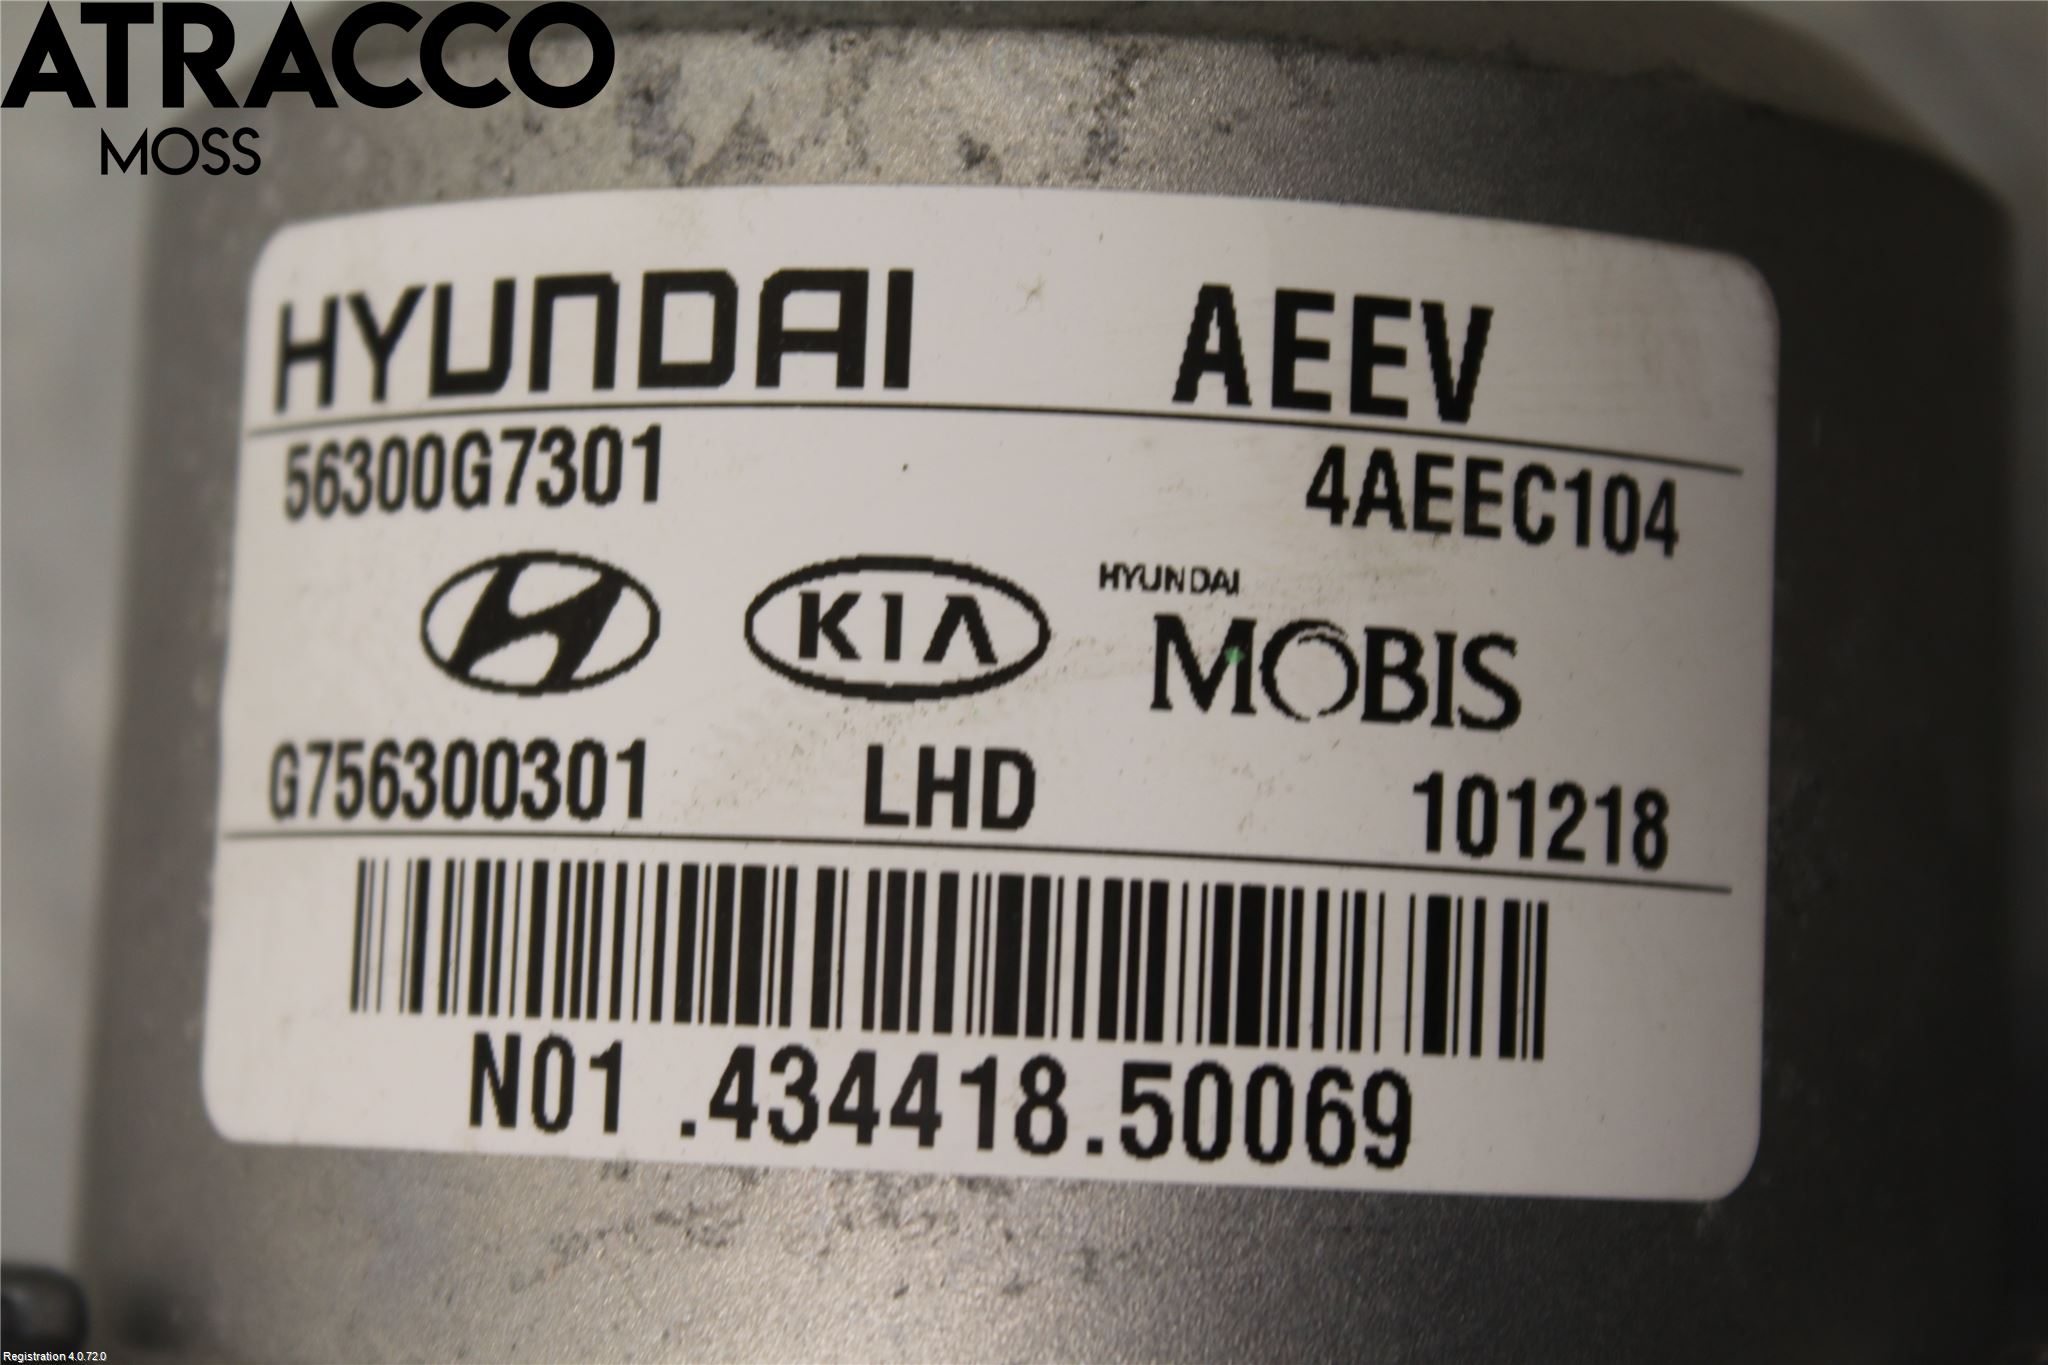 ATRACCO
MOSS
HYUNDAI AEEV
56300G7301 4AEEC104
KIA HYUNDAI MOBIS
G756300301 LHD 101218
N01 .434418.50069
Registration 4.0.72.0